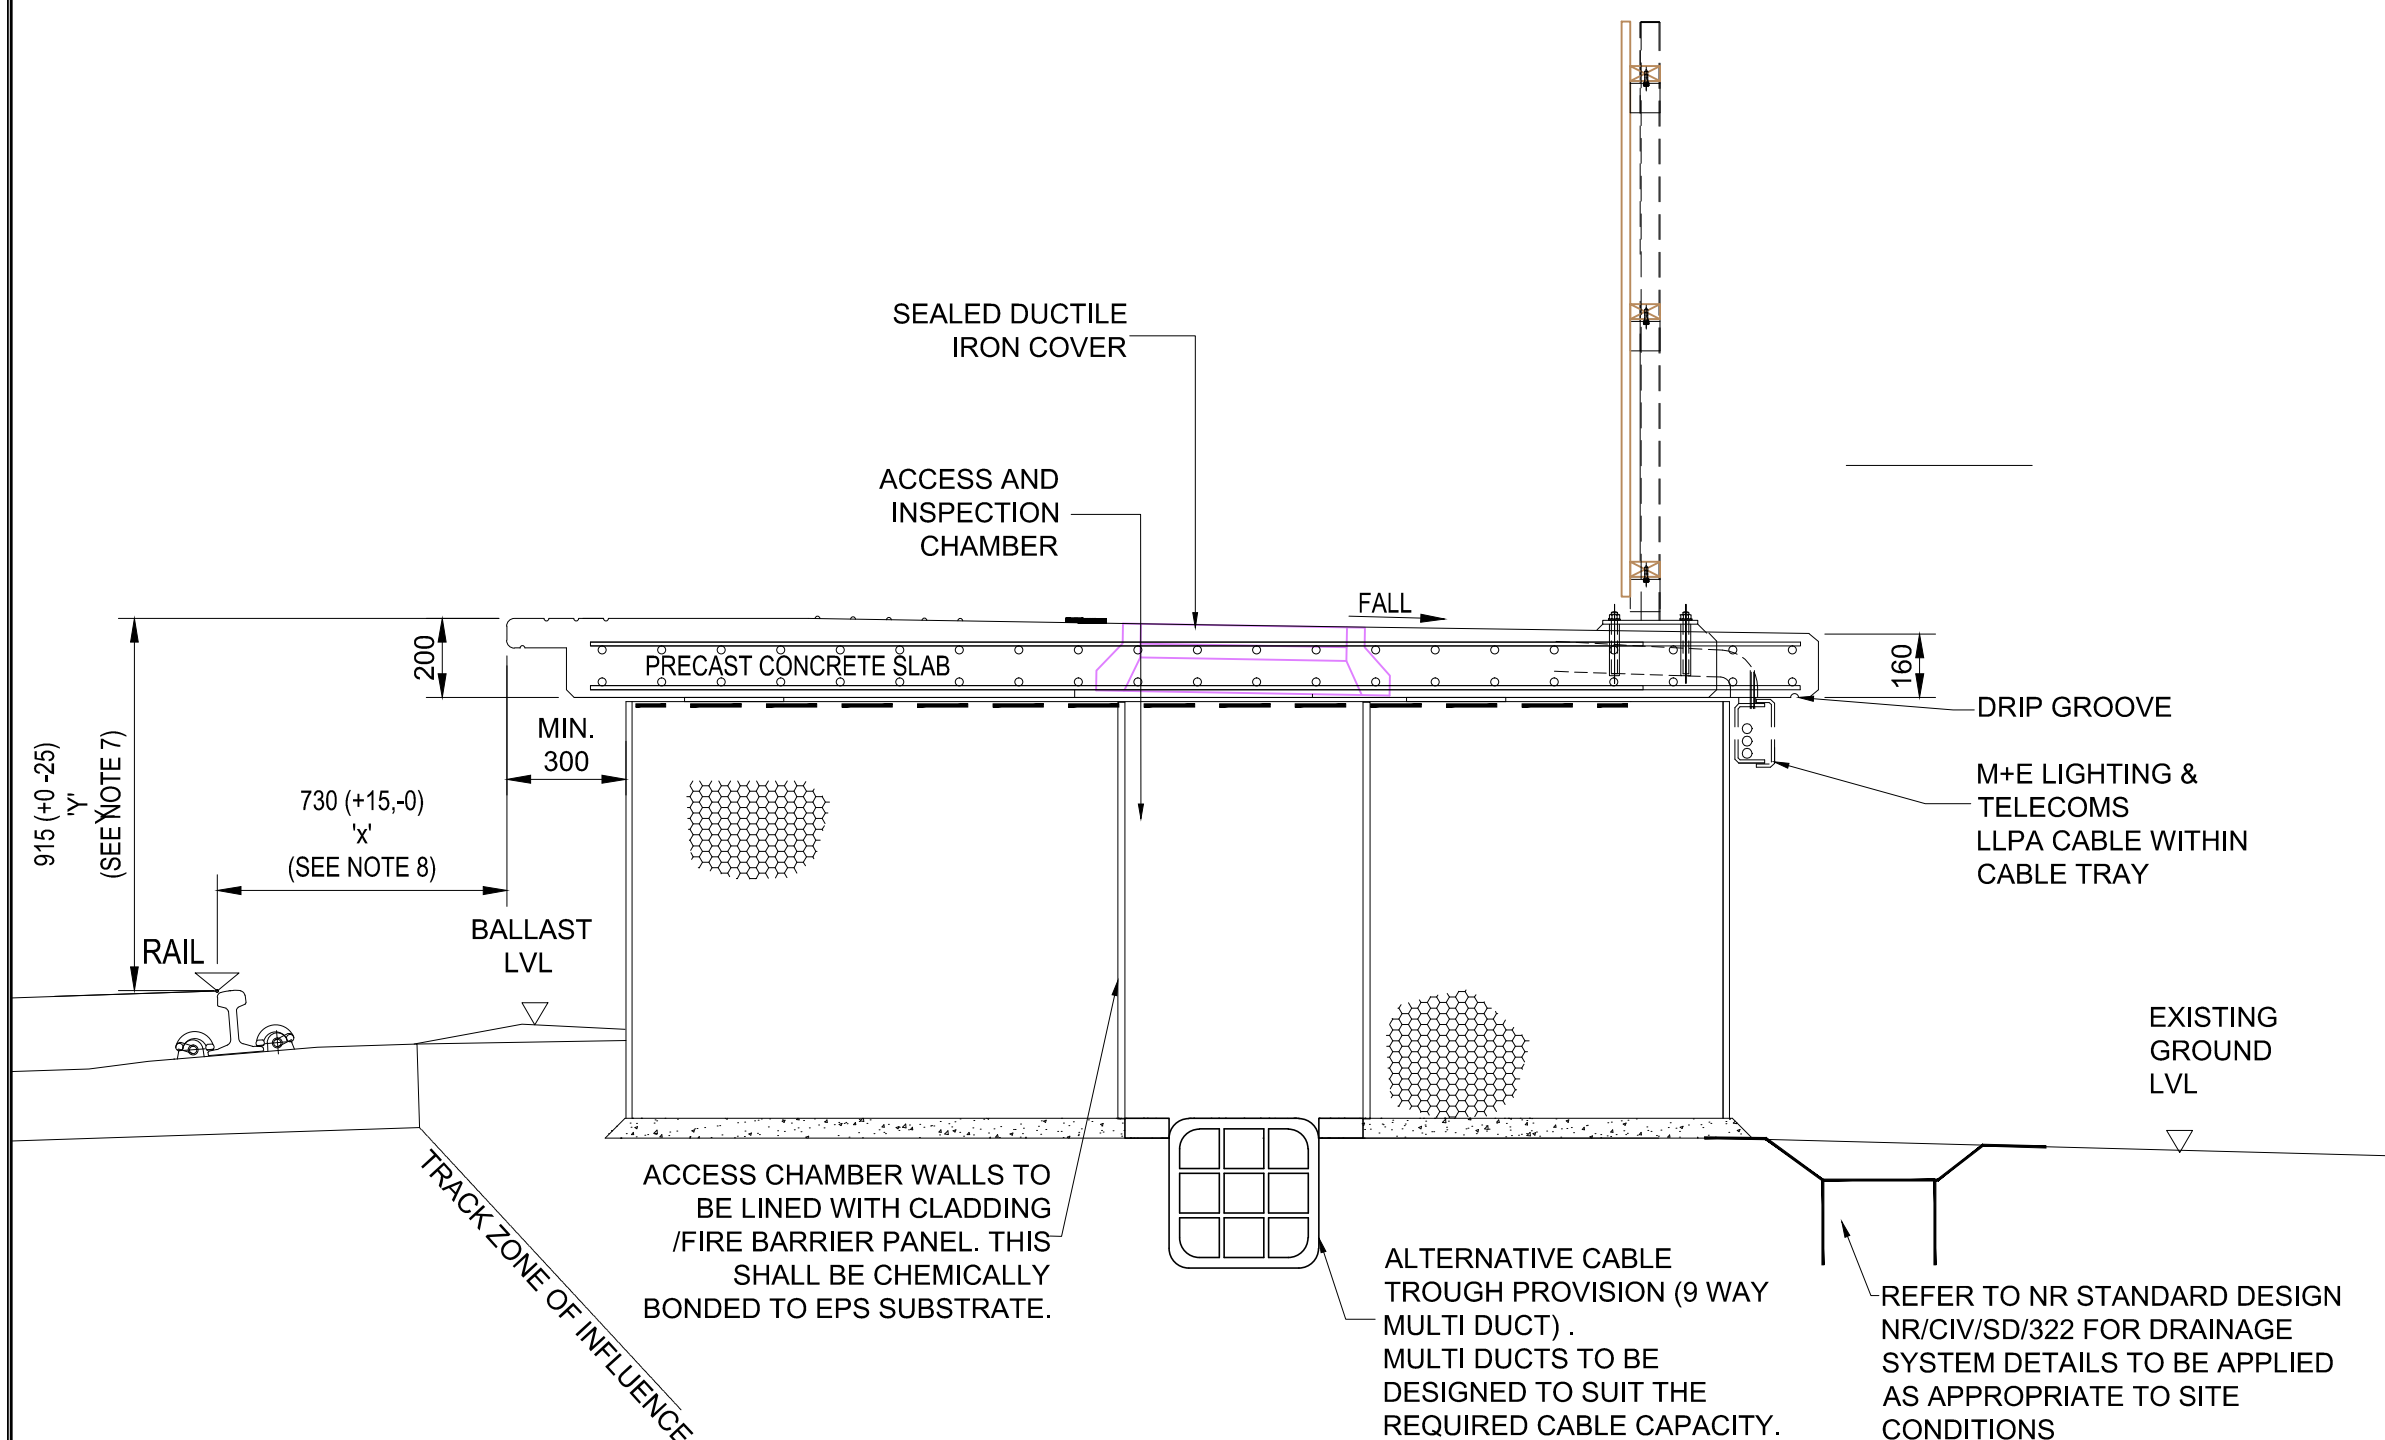 SEALED DUCTILE
IRON COVER
ACCESS AND
INSPECTION
CHAMBER
FALL
PRECAST CONCRETE SLAB
200
160
MIN.
300
915 (+0 -25)
'Y'
(SEE NOTE 7)
730 (+15,-0)
'x'
(SEE NOTE 8)
RAIL
BALLAST
LVL
DRIP GROOVE
M+E LIGHTING &
TELECOMS
LLPA CABLE WITHIN
CABLE TRAY
EXISTING
GROUND
LVL
TRACK ZONE OF INFLUENCE
ACCESS CHAMBER WALLS TO
BE LINED WITH CLADDING
/FIRE BARRIER PANEL. THIS
SHALL BE CHEMICALLY
BONDED TO EPS SUBSTRATE.
ALTERNATIVE CABLE
TROUGH PROVISION (9 WAY
MULTI DUCT) .
MULTI DUCTS TO BE
DESIGNED TO SUIT THE
REQUIRED CABLE CAPACITY.
REFER TO NR STANDARD DESIGN
NR/CIV/SD/322 FOR DRAINAGE
SYSTEM DETAILS TO BE APPLIED
AS APPROPRIATE TO SITE
CONDITIONS